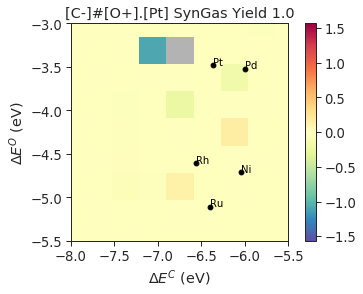 [C-]#[O+].[Pt] SynGas Yield 1.0
−3.0
−3.5
−4.0
−4.5
−5.0
−5.5
ΔE^O (eV)
Pt
Pd
Rh
Ni
Ru
−8.0 −7.5 −7.0 −6.5 −6.0 −5.5
ΔE^C (eV)
1.5
1.0
0.5
0.0
−0.5
−1.0
−1.5